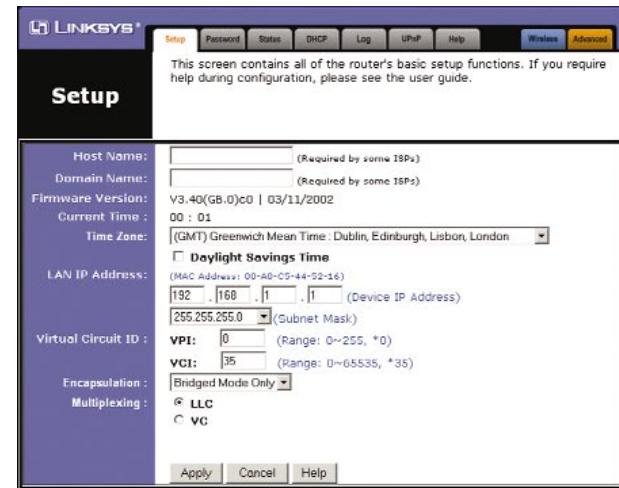 LINKSYS®
Setup Password Status DHCP Log UPnP Help Wireless Advanced
Setup
This screen contains all of the router's basic setup functions. If you require
help during configuration, please see the user guide.
Host Name: (Required by some ISPs)
Domain Name: (Required by some ISPs)
Firmware Version: V3.40(GB.0)c0 | 03/11/2002
Current Time : 00 : 01
Time Zone: (GMT) Greenwich Mean Time : Dublin, Edinburgh, Lisbon, London
Daylight Savings Time
LAN IP Address: (MAC Address: 00-A0-C5-44-52-16)
192 . 168 . 1 . 1 (Device IP Address)
255.255.255.0 (Subnet Mask)
Virtual Circuit ID : VPI: 0 (Range: 0~255, *0)
VCI: 35 (Range: 0~65535, *35)
Encapsulation : Bridged Mode Only
Multiplexing : LLC
VC
Apply Cancel Help